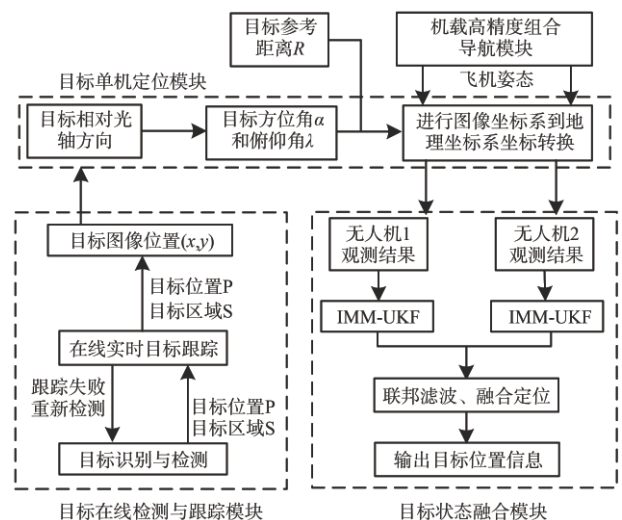 目标参考
距离R
机载高精度组合
导航模块
目标单机定位模块
飞机姿态
目标相对光
轴方向
目标方位角α
和俯仰角λ
进行图像坐标系到地
理坐标系坐标转换
目标图像位置(x,y)
目标位置P
目标区域S
在线实时目标跟踪
跟踪失败
重新检测
目标位置P
目标区域S
目标识别与检测
目标在线检测与跟踪模块
无人机1
观测结果
无人机2
观测结果
IMM-UKF
IMM-UKF
联邦滤波、融合定位
输出目标位置信息
目标状态融合模块